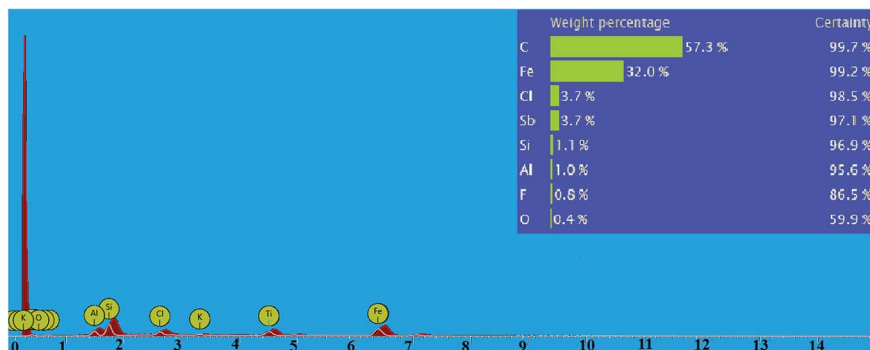 Weight percentage Certainty
C 57.3 % 99.7 %
Fe 32.0 % 99.2 %
Cl 3.7 % 98.5 %
Sb 3.7 % 97.1 %
Si 1.1 % 96.9 %
Al 1.0 % 95.6 %
F 0.8 % 86.5 %
O 0.4 % 59.9 %
K O Al Si Cl K Ti Fe
0 1 2 3 4 5 6 7 8 9 10 11 12 13 14